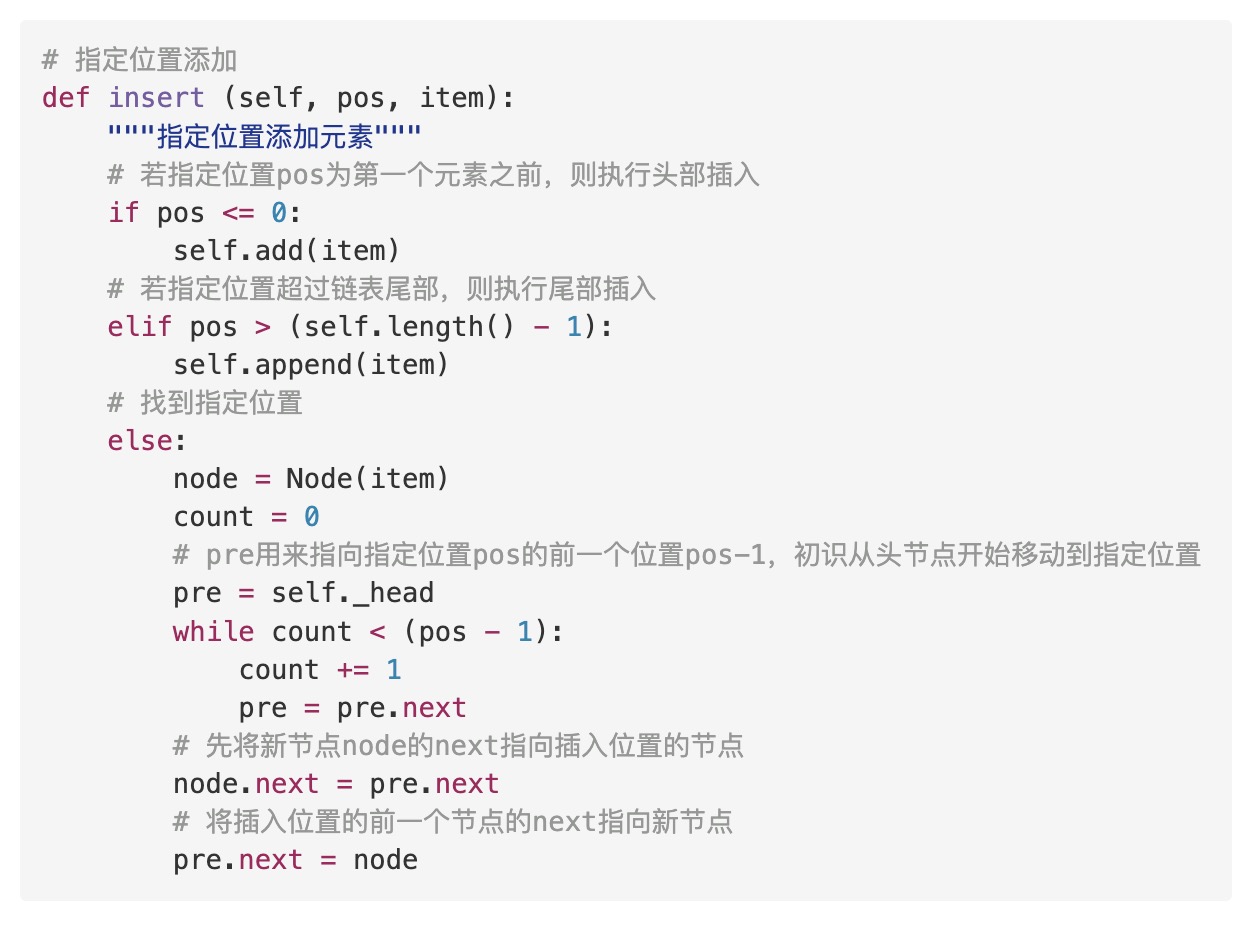 # 指定位置添加
def insert (self, pos, item):
    """指定位置添加元素"""
    # 若指定位置pos为第一个元素之前，则执行头部插入
    if pos <= 0:
        self.add(item)
    # 若指定位置超过链表尾部，则执行尾部插入
    elif pos > (self.length() - 1):
        self.append(item)
    # 找到指定位置
    else:
        node = Node(item)
        count = 0
        # pre用来指向指定位置pos的前一个位置pos-1，初识从头节点开始移动到指定位置
        pre = self._head
        while count < (pos - 1):
            count += 1
            pre = pre.next
        # 先将新节点node的next指向插入位置的节点
        node.next = pre.next
        # 将插入位置的前一个节点的next指向新节点
        pre.next = node